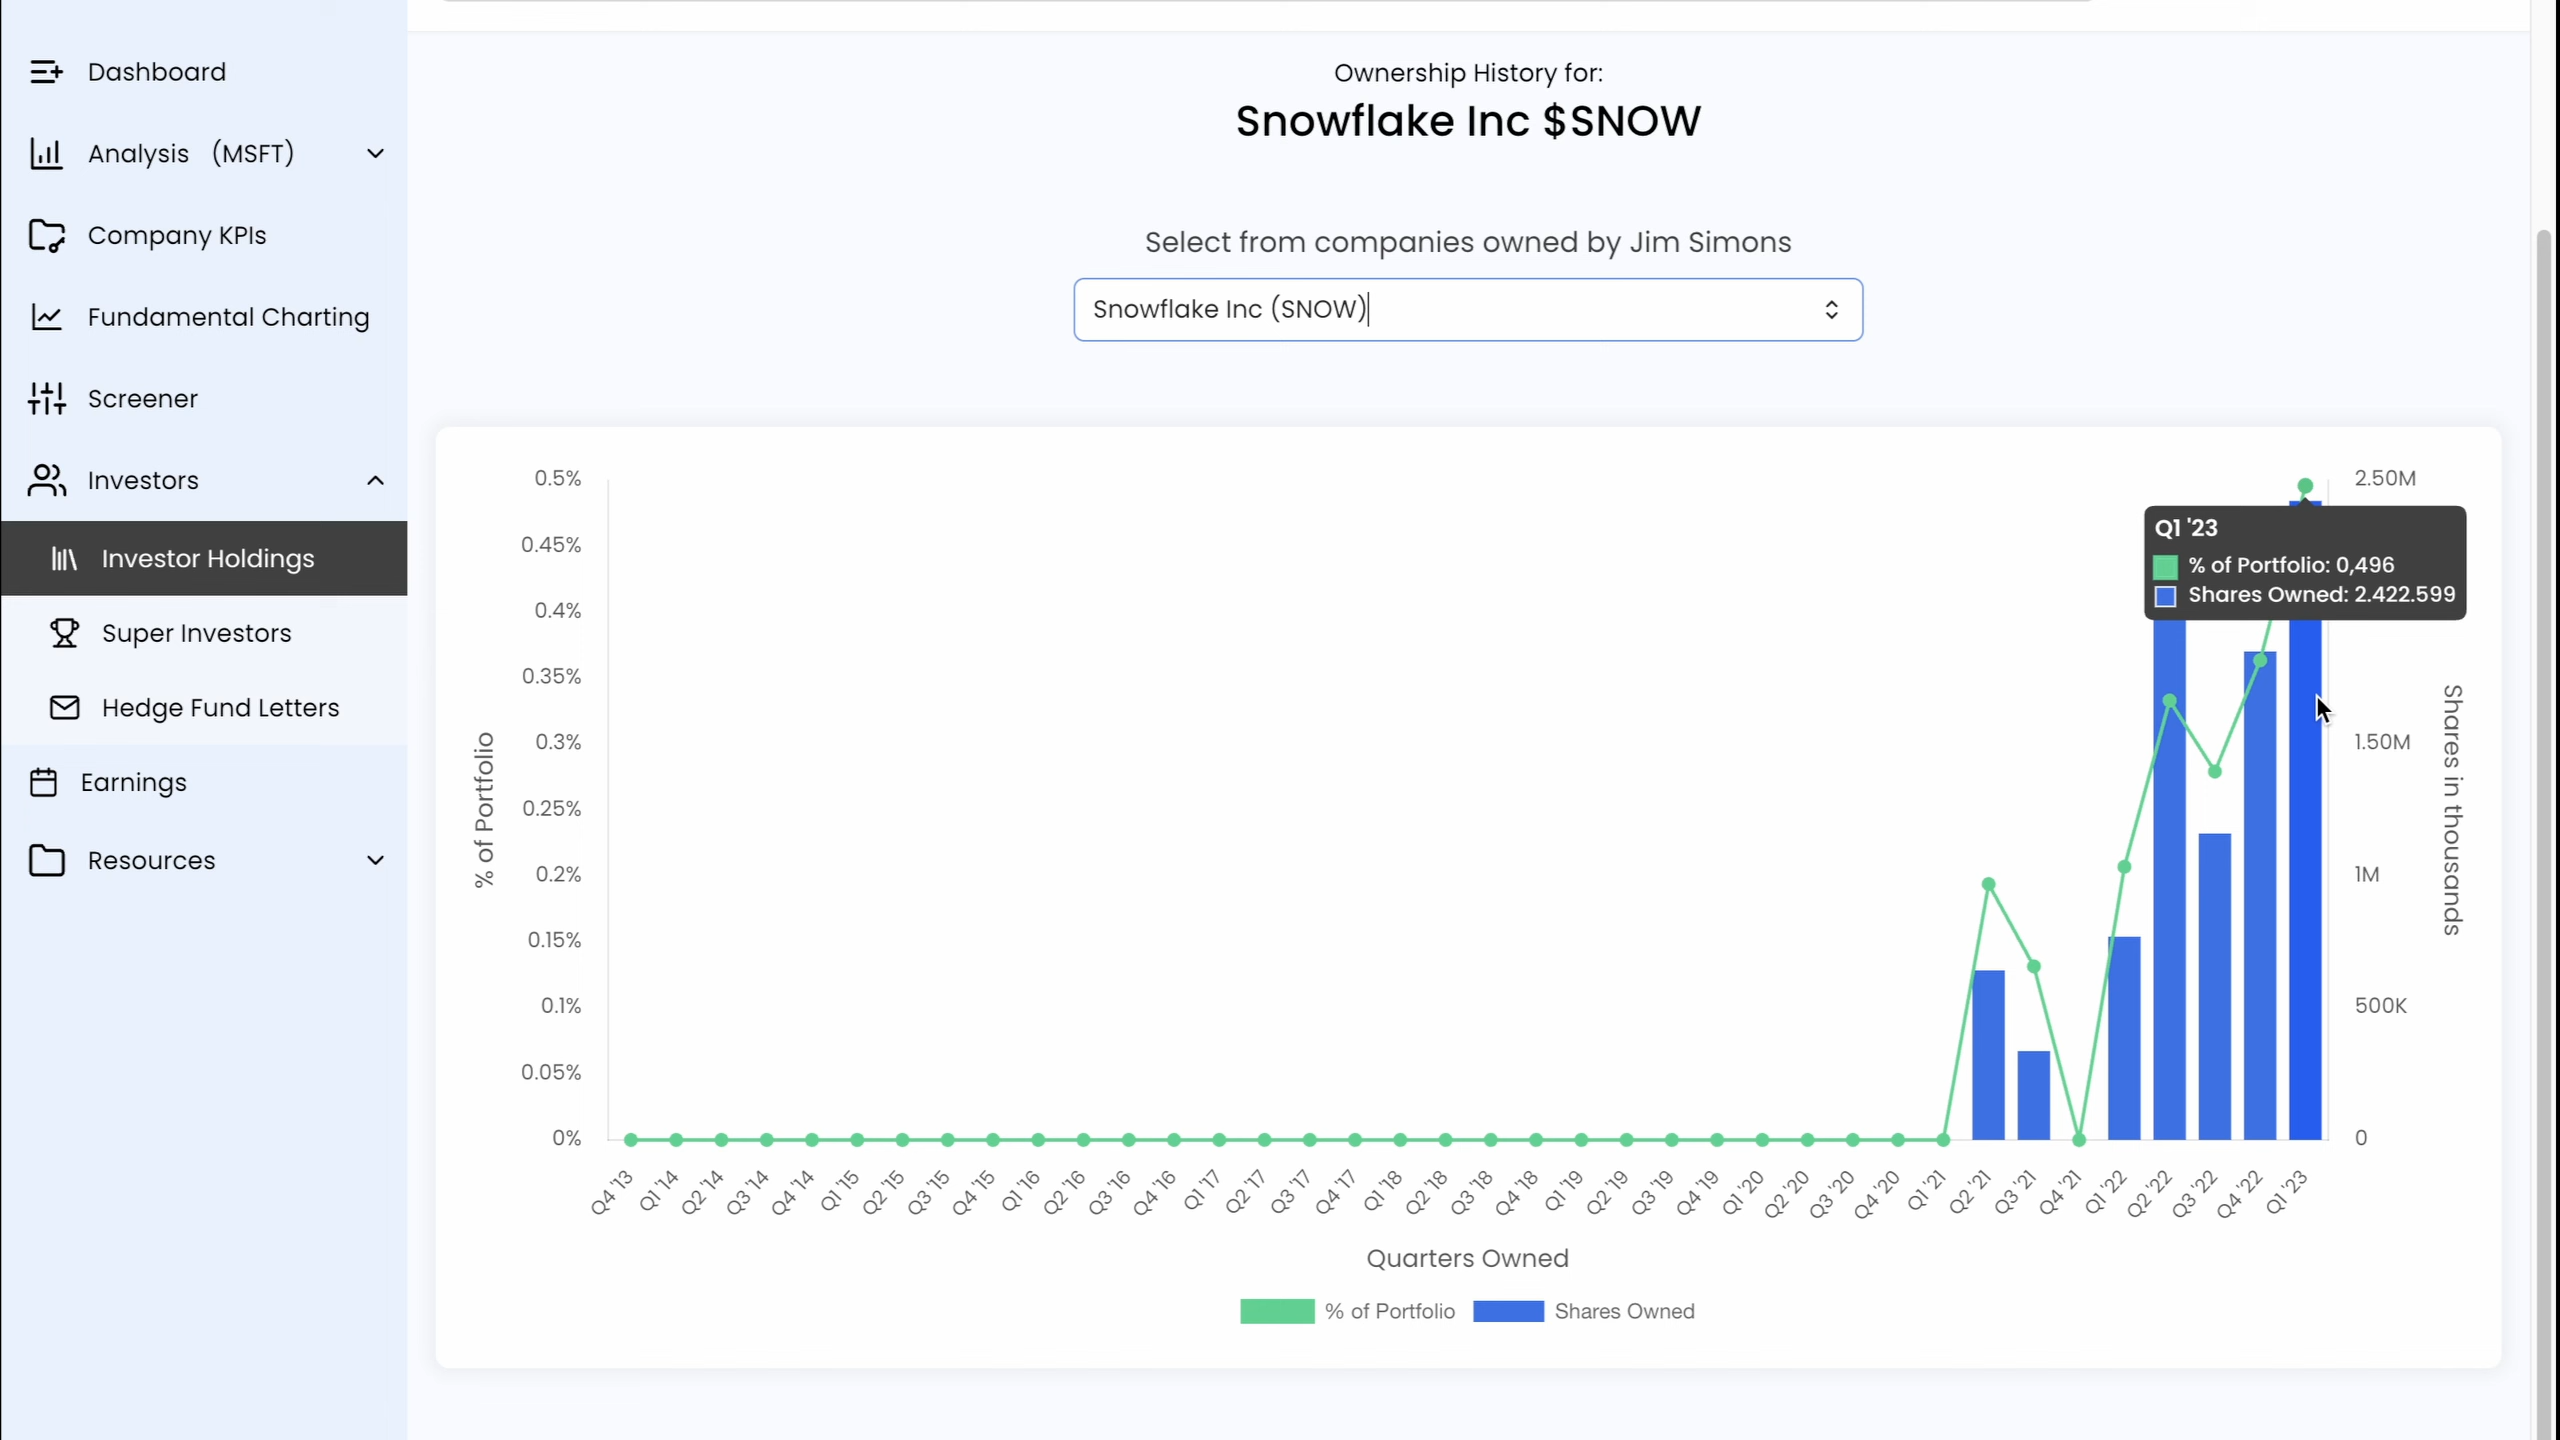 Dashboard
Analysis (MSFT)
Company KPIs
Fundamental Charting
Screener
Investors
Investor Holdings
Super Investors
Hedge Fund Letters
Earnings
Resources
Ownership History for:
Snowflake Inc $SNOW
Select from companies owned by Jim Simons
Snowflake Inc (SNOW)
% of Portfolio
0.5%
0.45%
0.4%
0.35%
0.3%
0.25%
0.2%
0.15%
0.1%
0.05%
0%
Q1 '23
% of Portfolio: 0,496
Shares Owned: 2.422.599
2.50M
1.50M
1M
500K
0
Shares in thousands
Q4 '13
Q1 '14
Q2 '14
Q3 '14
Q4 '14
Q1 '15
Q2 '15
Q3 '15
Q4 '15
Q1 '16
Q2 '16
Q3 '16
Q4 '16
Q1 '17
Q2 '17
Q3 '17
Q4 '17
Q1 '18
Q2 '18
Q3 '18
Q4 '18
Q1 '19
Q2 '19
Q3 '19
Q4 '19
Q1 '20
Q2 '20
Q3 '20
Q4 '20
Q1 '21
Q2 '21
Q3 '21
Q4 '21
Q1 '22
Q2 '22
Q3 '22
Q4 '22
Q1 '23
Quarters Owned
% of Portfolio
Shares Owned